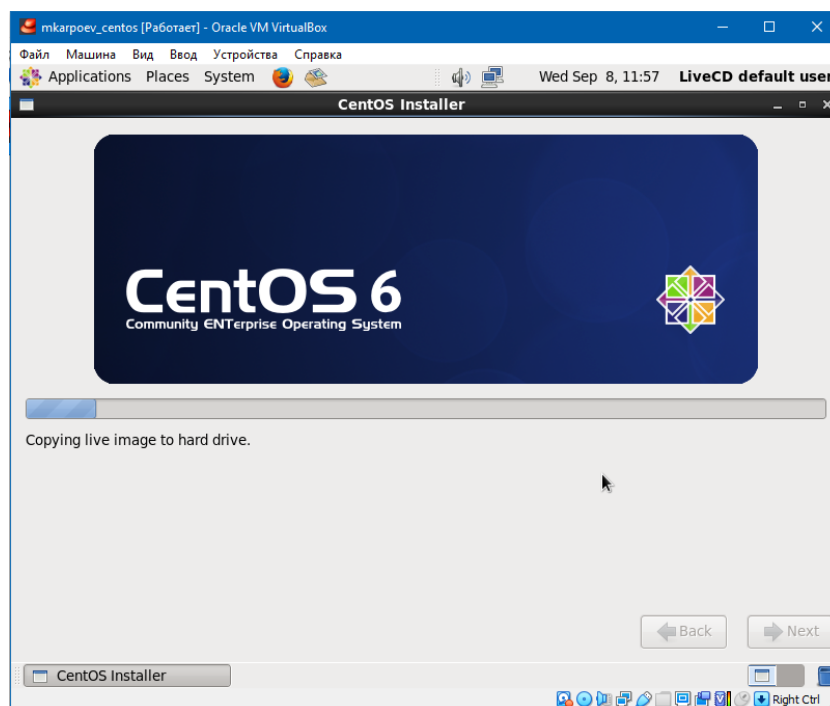 mkarpoev_centos [Работает] - Oracle VM VirtualBox
Файл Машина Вид Ввод Устройства Справка
Applications Places System Wed Sep 8, 11:57 LiveCD default user
CentOS Installer
CentOS 6
Community ENTerprise Operating System
Copying live image to hard drive.
Back Next
CentOS Installer
Right Ctrl